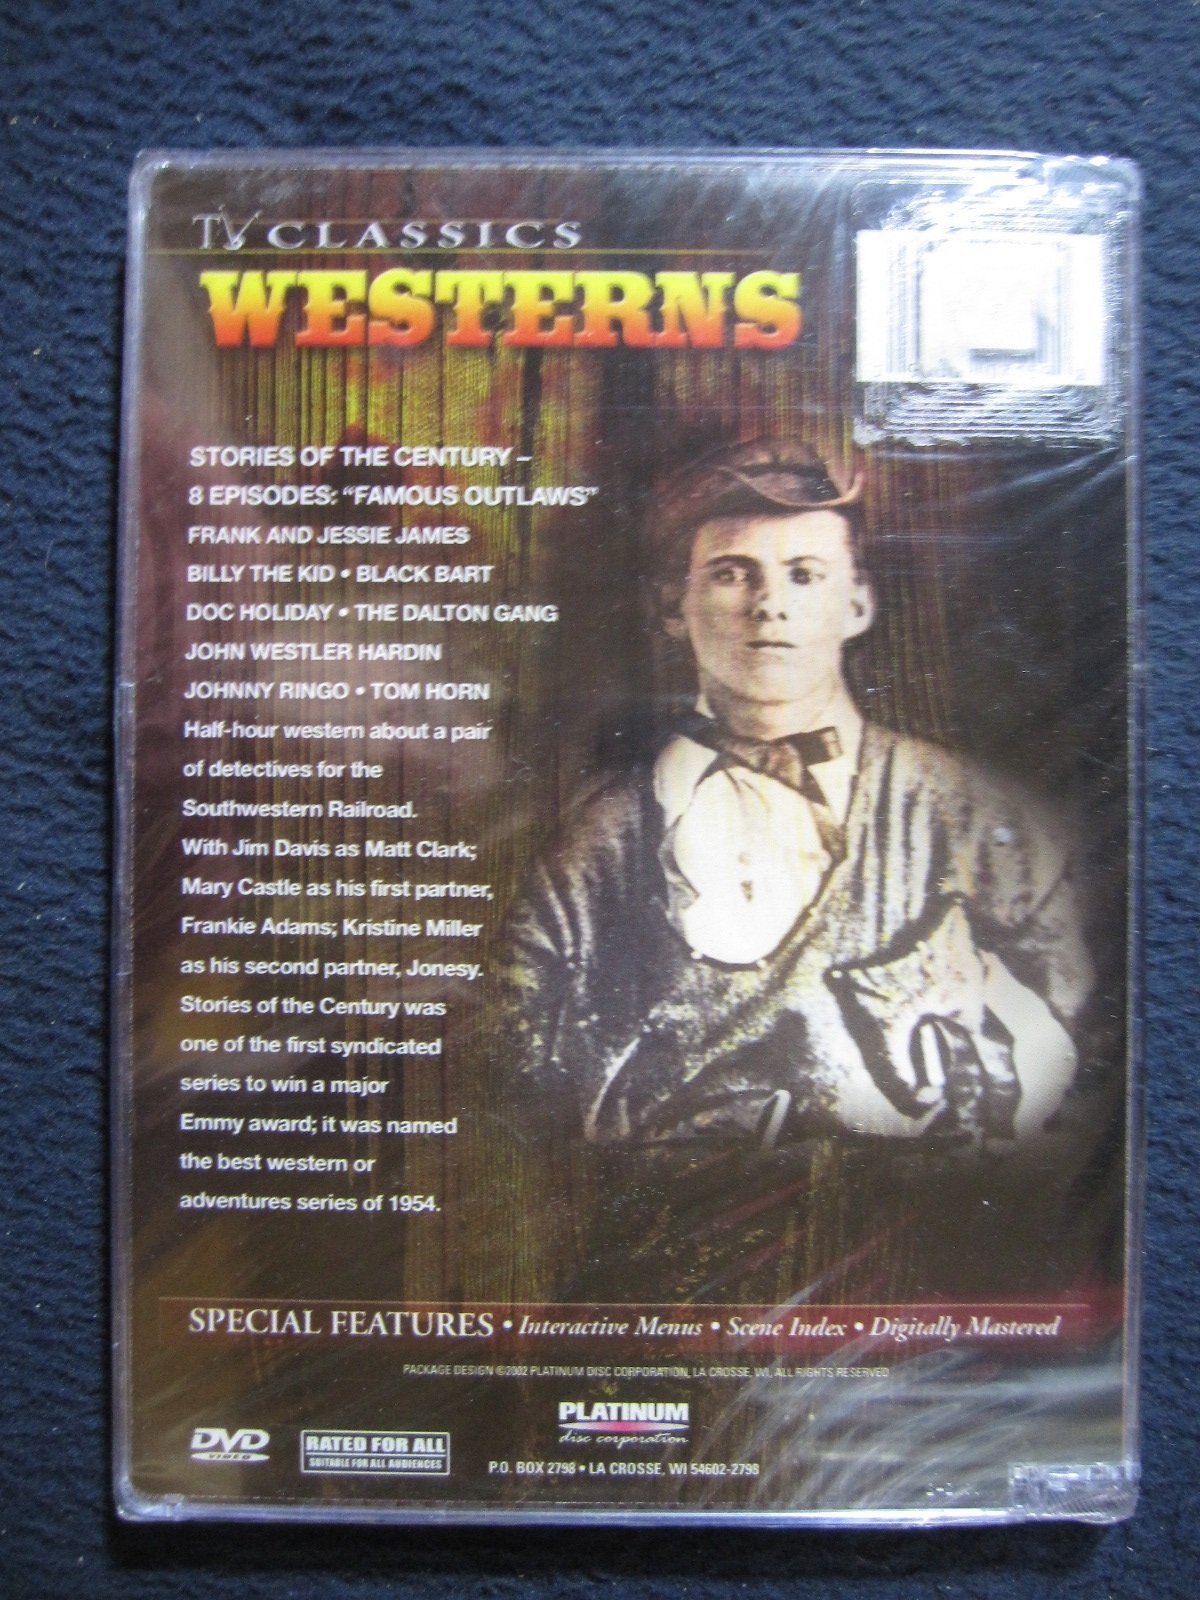 TV CLASSICS
WESTERNS
STORIES OF THE CENTURY –
8 EPISODES: "FAMOUS OUTLAWS"
FRANK AND JESSIE JAMES
BILLY THE KID • BLACK BART
DOC HOLIDAY • THE DALTON GANG
JOHN WESTLER HARDIN
JOHNNY RINGO • TOM HORN
Half-hour western about a pair
of detectives for the
Southwestern Railroad.
With Jim Davis as Matt Clark;
Mary Castle as his first partner,
Frankie Adams; Kristine Miller
as his second partner, Jonesy.
Stories of the Century was
one of the first syndicated
series to win a major
Emmy award; it was named
the best western or
adventures series of 1954.
SPECIAL FEATURES • Interactive Menus • Scene Index • Digitally Mastered
PACKAGE DESIGN ©2002 PLATINUM DISC CORPORATION, LA CROSSE, WI, ALL RIGHTS RESERVED
PLATINUM
disc corporation
DVD
VIDEO
RATED FOR ALL
SUITABLE FOR ALL AUDIENCES
P.O. BOX 2798 • LA CROSSE, WI 54602-2798